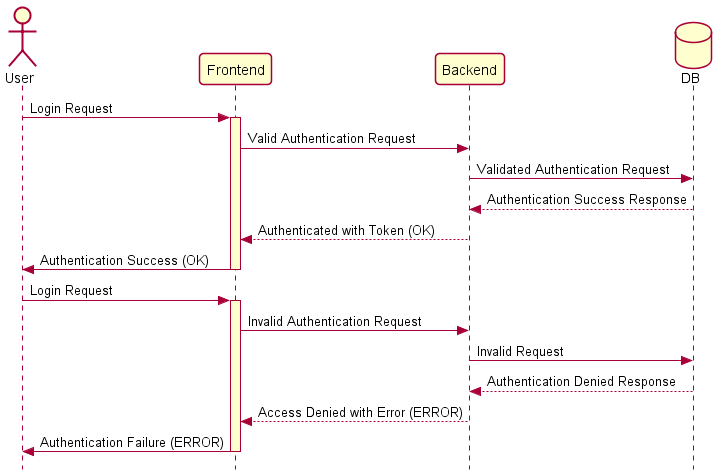 User
Frontend
Backend
DB
Login Request
Valid Authentication Request
Validated Authentication Request
Authentication Success Response
Authenticated with Token (OK)
Authentication Success (OK)
Login Request
Invalid Authentication Request
Invalid Request
Authentication Denied Response
Access Denied with Error (ERROR)
Authentication Failure (ERROR)